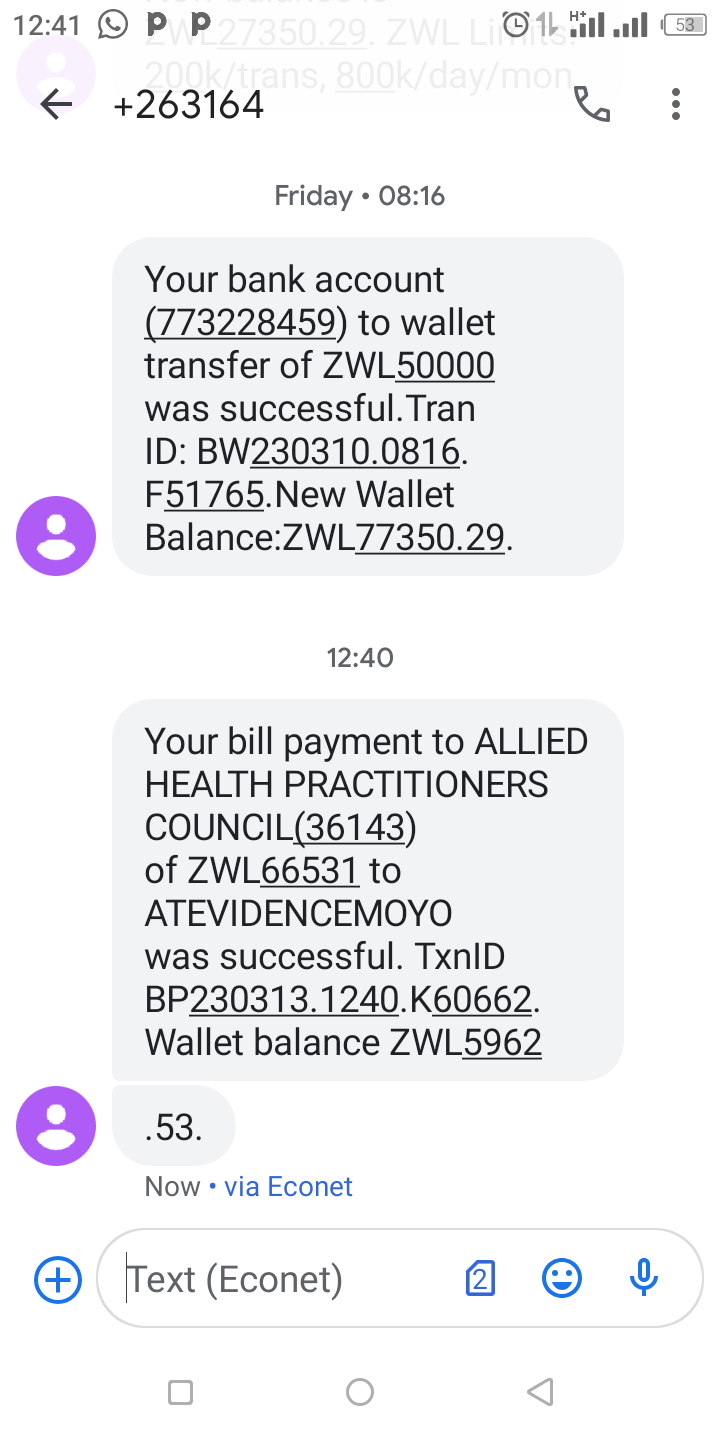 12:41
H+
53
ZWL27350.29. ZWL Limits:
200k/trans, 800k/day/mon
+263164
Friday • 08:16
Your bank account
(773228459) to wallet
transfer of ZWL50000
was successful.Tran
ID: BW230310.0816.
F51765.New Wallet
Balance:ZWL77350.29.
12:40
Your bill payment to ALLIED
HEALTH PRACTITIONERS
COUNCIL(36143)
of ZWL66531 to
ATEVIDENCEMOYO
was successful. TxnID
BP230313.1240.K60662.
Wallet balance ZWL5962
.53.
Now • via Econet
Text (Econet)
2